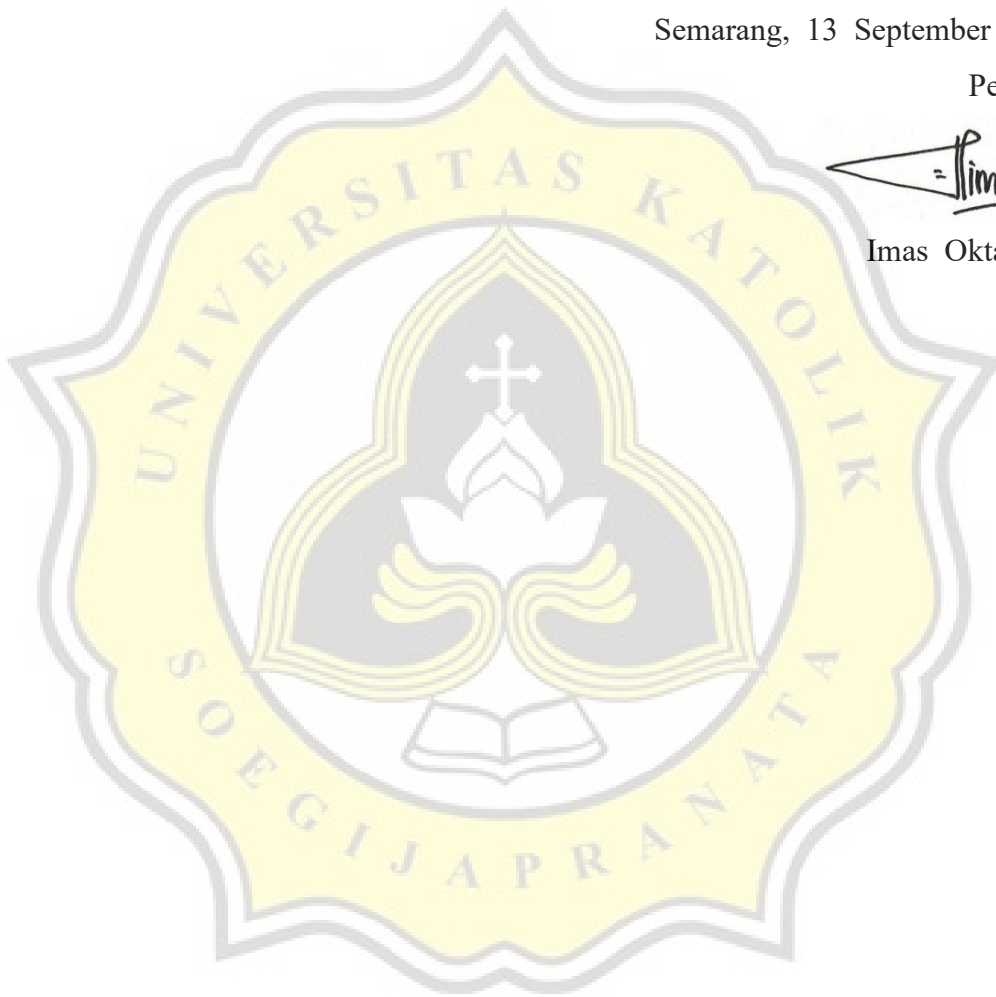 Semarang, 13 September
Pe
Imas Okta
UNIVERSITAS KATOLIK
SOEGIJAPRANATA